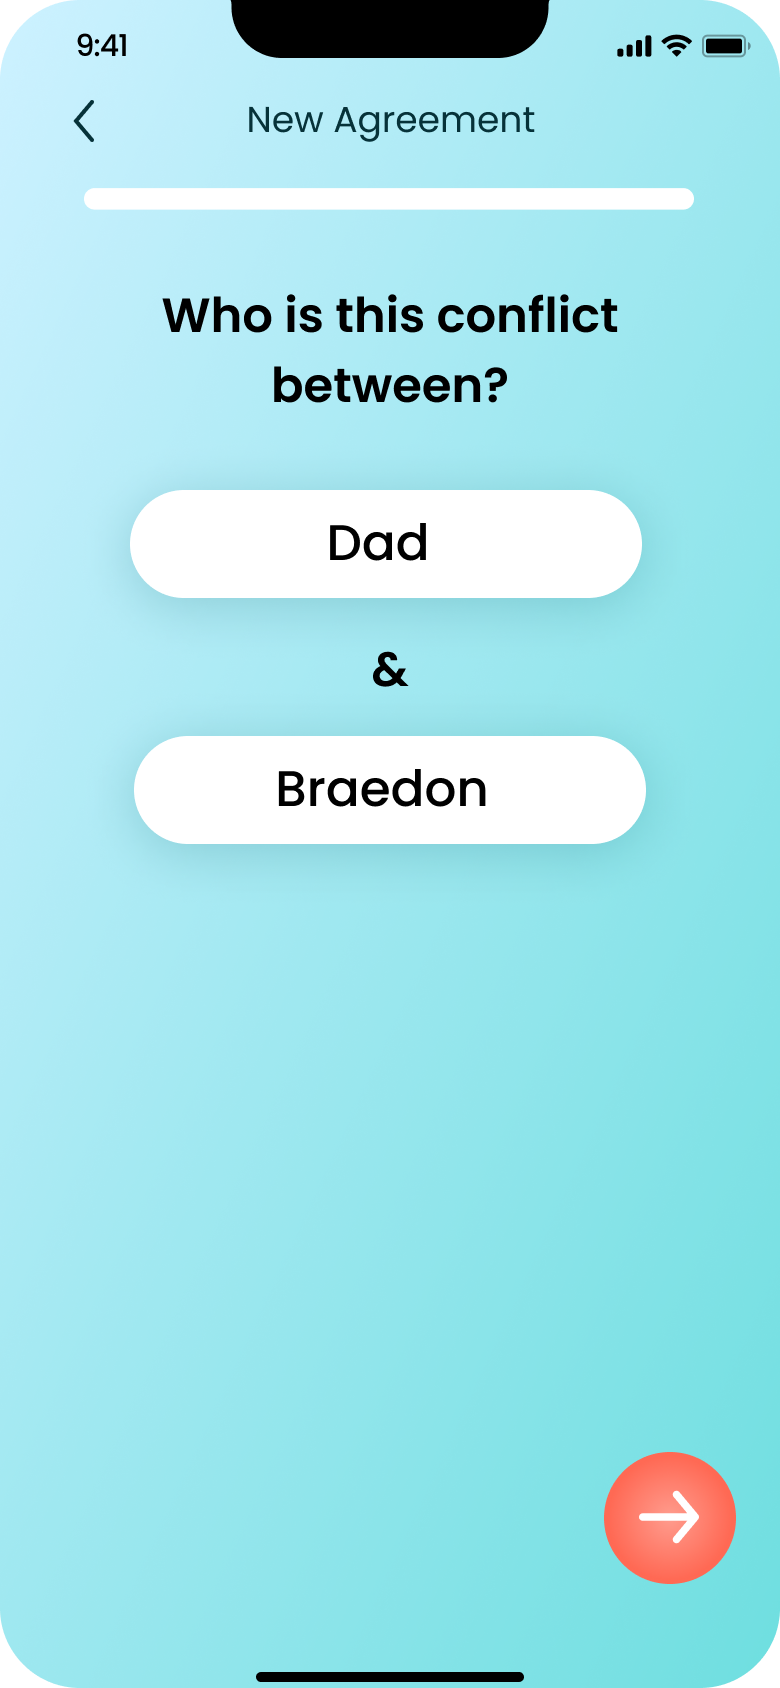 9:41
New Agreement
Who is this conflict
between?
Dad
&
Braedon